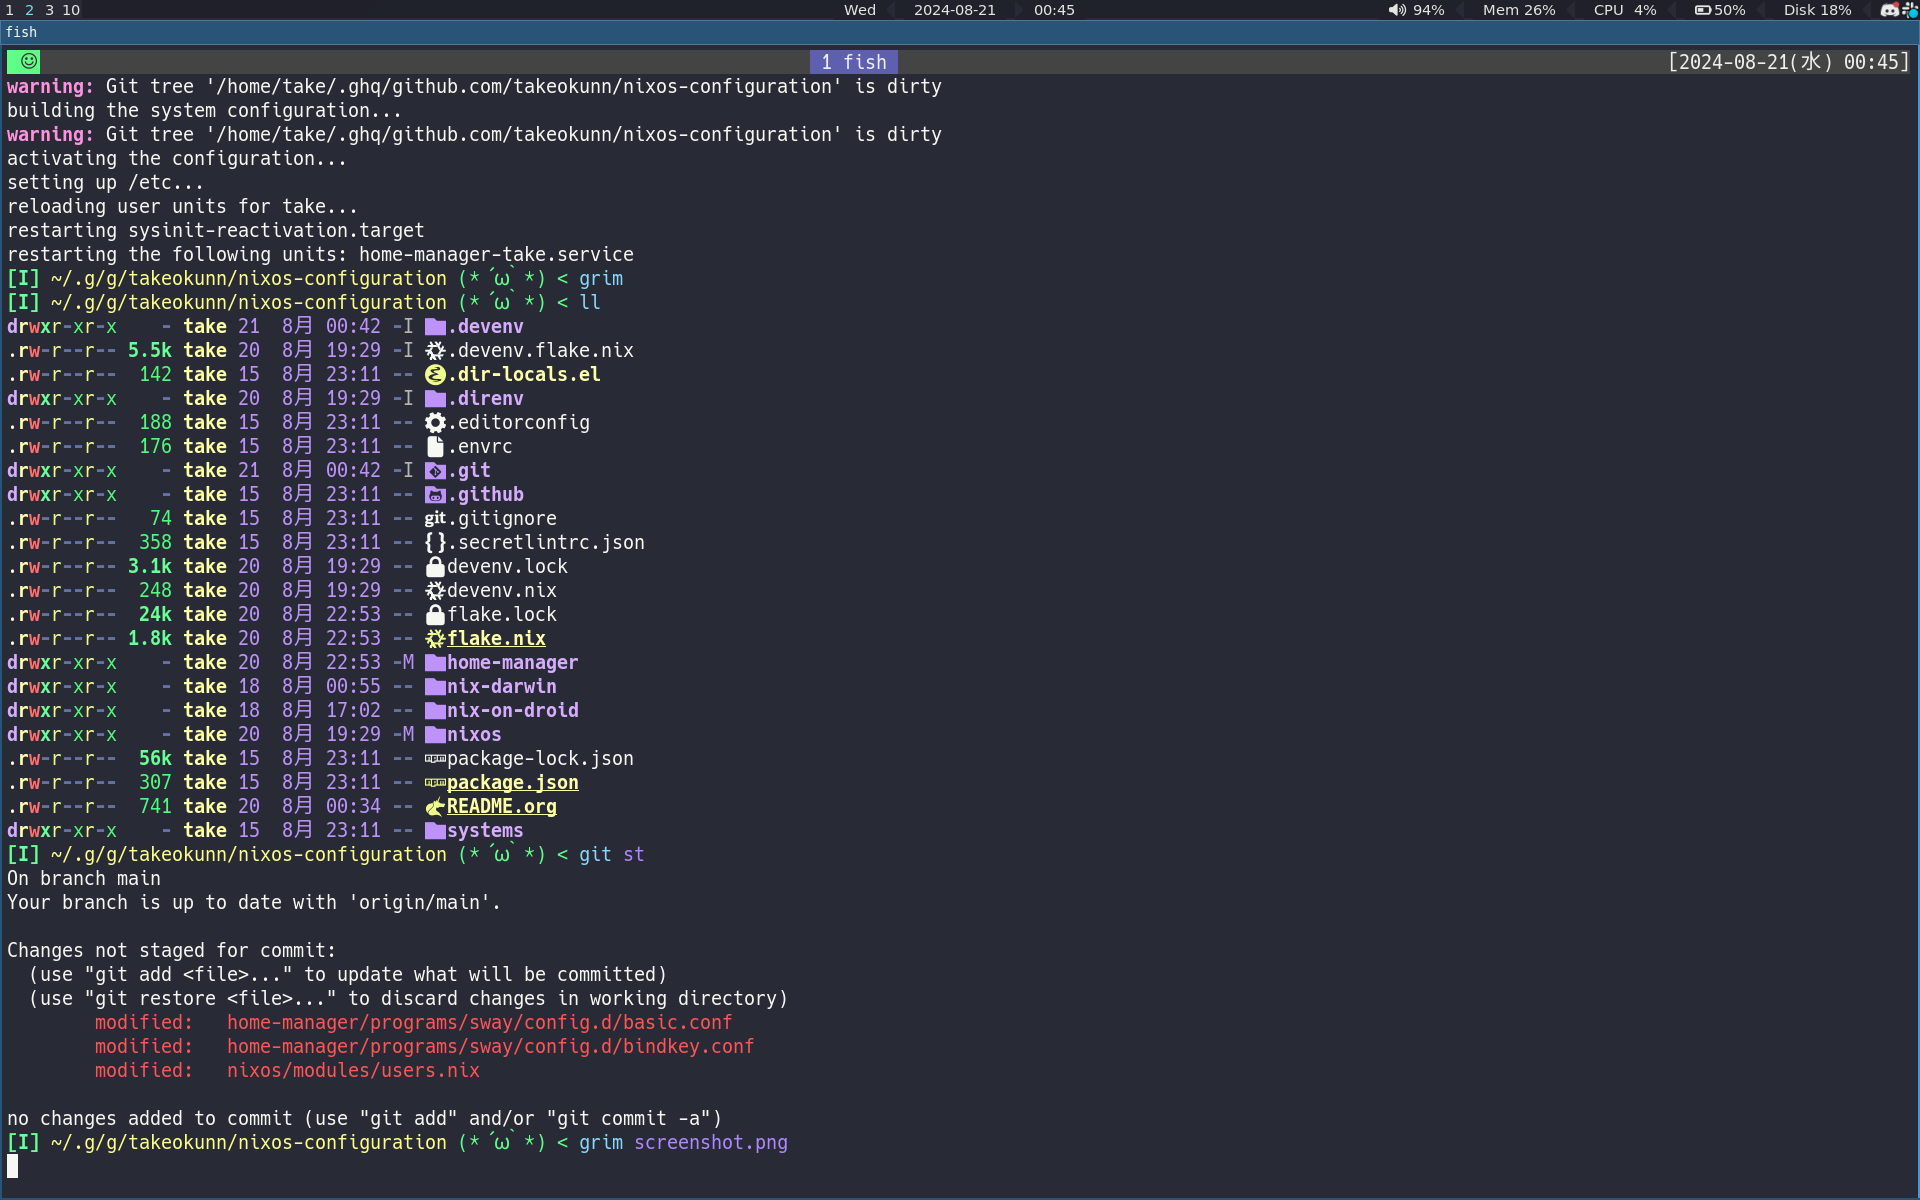 1 2 3 10 Wed 2024-08-21 00:45 94% Mem 26% CPU 4% 50% Disk 18%
fish
1 fish [2024-08-21(水) 00:45]
warning: Git tree '/home/take/.ghq/github.com/takeokunn/nixos-configuration' is dirty
building the system configuration...
warning: Git tree '/home/take/.ghq/github.com/takeokunn/nixos-configuration' is dirty
activating the configuration...
setting up /etc...
reloading user units for take...
restarting sysinit-reactivation.target
restarting the following units: home-manager-take.service
[I] ~/.g/g/takeokunn/nixos-configuration (*´ω`*) < grim
[I] ~/.g/g/takeokunn/nixos-configuration (*´ω`*) < ll
drwxr-xr-x    - take 21  8月 00:42 -I .devenv
.rw-r--r-- 5.5k take 20  8月 19:29 -I .devenv.flake.nix
.rw-r--r--  142 take 15  8月 23:11 -- .dir-locals.el
drwxr-xr-x    - take 20  8月 19:29 -I .direnv
.rw-r--r--  188 take 15  8月 23:11 -- .editorconfig
.rw-r--r--  176 take 15  8月 23:11 -- .envrc
drwxr-xr-x    - take 21  8月 00:42 -I .git
drwxr-xr-x    - take 15  8月 23:11 -- .github
.rw-r--r--   74 take 15  8月 23:11 -- git .gitignore
.rw-r--r--  358 take 15  8月 23:11 -- {} .secretlintrc.json
.rw-r--r-- 3.1k take 20  8月 19:29 -- devenv.lock
.rw-r--r--  248 take 20  8月 19:29 -- devenv.nix
.rw-r--r--  24k take 20  8月 22:53 -- flake.lock
.rw-r--r-- 1.8k take 20  8月 22:53 -- flake.nix
drwxr-xr-x    - take 20  8月 22:53 -M home-manager
drwxr-xr-x    - take 18  8月 00:55 -- nix-darwin
drwxr-xr-x    - take 18  8月 17:02 -- nix-on-droid
drwxr-xr-x    - take 20  8月 19:29 -M nixos
.rw-r--r--  56k take 15  8月 23:11 -- package-lock.json
.rw-r--r--  307 take 15  8月 23:11 -- package.json
.rw-r--r--  741 take 20  8月 00:34 -- README.org
drwxr-xr-x    - take 15  8月 23:11 -- systems
[I] ~/.g/g/takeokunn/nixos-configuration (*´ω`*) < git st
On branch main
Your branch is up to date with 'origin/main'.
Changes not staged for commit:
  (use "git add <file>..." to update what will be committed)
  (use "git restore <file>..." to discard changes in working directory)
        modified:   home-manager/programs/sway/config.d/basic.conf
        modified:   home-manager/programs/sway/config.d/bindkey.conf
        modified:   nixos/modules/users.nix
no changes added to commit (use "git add" and/or "git commit -a")
[I] ~/.g/g/takeokunn/nixos-configuration (*´ω`*) < grim screenshot.png